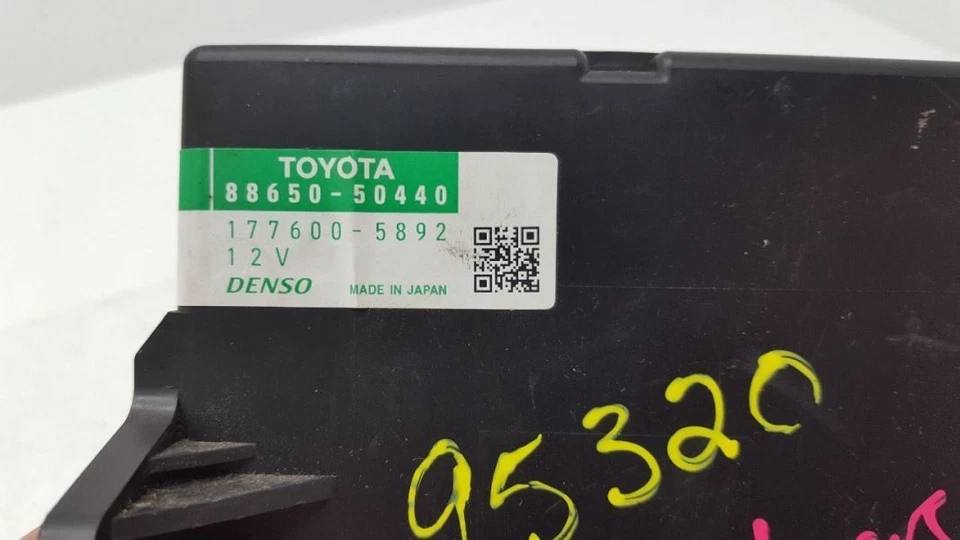 TOYOTA
88650-50440
177600-5892
12V
DENSO MADE IN JAPAN
95320